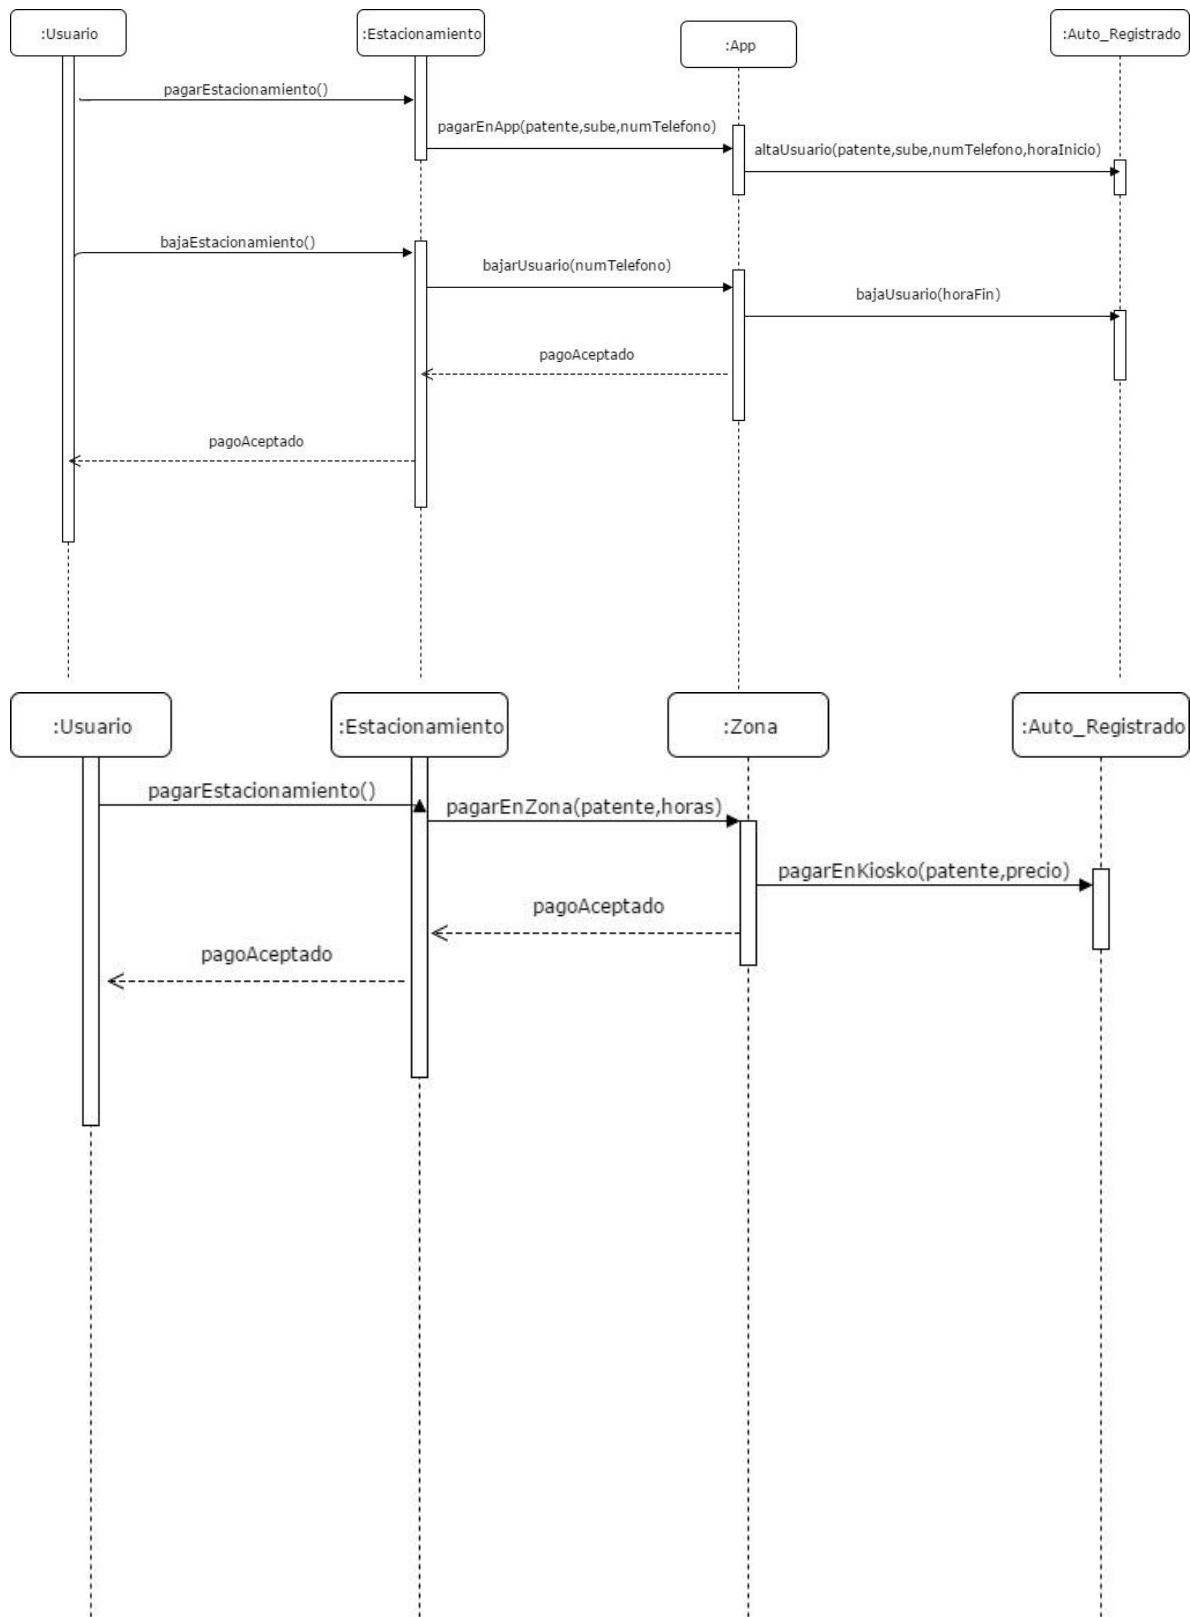 :Usuario
:Estacionamiento
:App
:Auto_Registrado
pagarEstacionamiento()
pagarEnApp(patente,sube,numTelefono)
altaUsuario(patente,sube,numTelefono,horaInicio)
bajaEstacionamiento()
bajarUsuario(numTelefono)
bajaUsuario(horaFin)
pagoAceptado
pagoAceptado
:Usuario
:Estacionamiento
:Zona
:Auto_Registrado
pagarEstacionamiento()
pagarEnZona(patente,horas)
pagarEnKiosko(patente,precio)
pagoAceptado
pagoAceptado